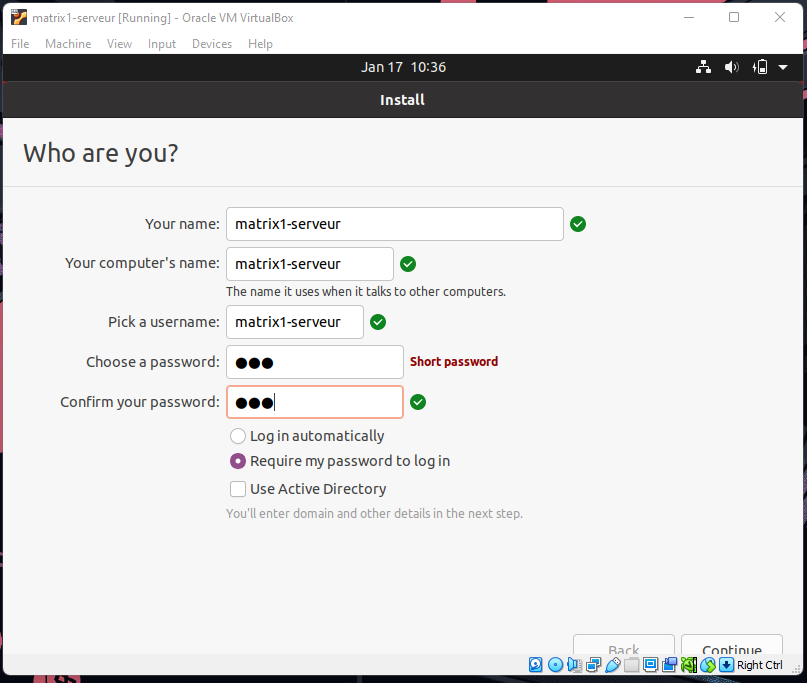 matrix1-serveur [Running] - Oracle VM VirtualBox
File Machine View Input Devices Help
Jan 17 10:36
Install
Who are you?
Your name: matrix1-serveur
Your computer's name: matrix1-serveur
The name it uses when it talks to other computers.
Pick a username: matrix1-serveur
Choose a password: ●●● Short password
Confirm your password: ●●●
Log in automatically
Require my password to log in
Use Active Directory
You'll enter domain and other details in the next step.
Back Continue
Right Ctrl